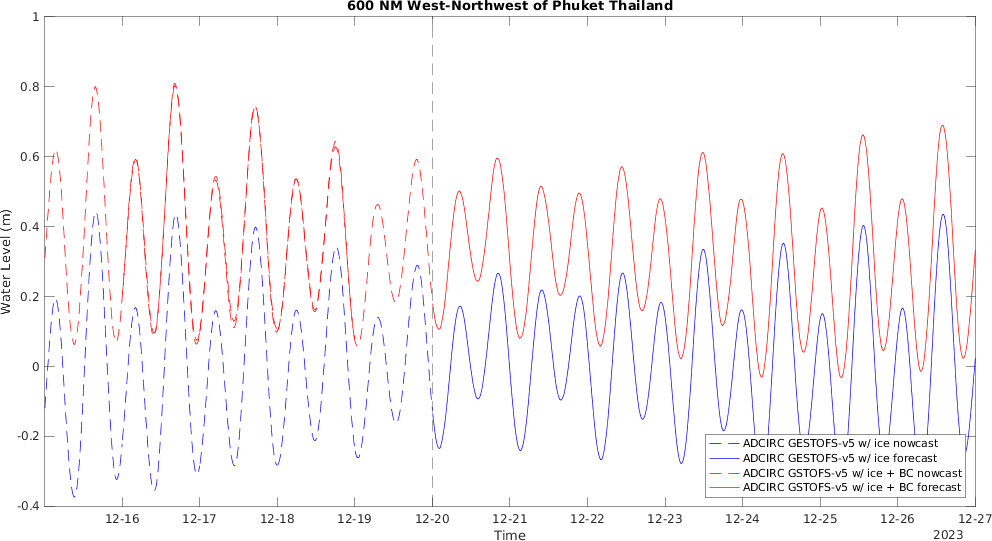 600 NM West-Northwest of Phuket Thailand
Water Level (m)
1
0.8
0.6
0.4
0.2
0
-0.2
-0.4
ADCIRC GESTOFS-v5 w/ ice nowcast
ADCIRC GESTOFS-v5 w/ ice forecast
ADCIRC GSTOFS-v5 w/ ice + BC nowcast
ADCIRC GSTOFS-v5 w/ ice + BC forecast
12-16 12-17 12-18 12-19 12-20 12-21 12-22 12-23 12-24 12-25 12-26 12-27
Time
2023